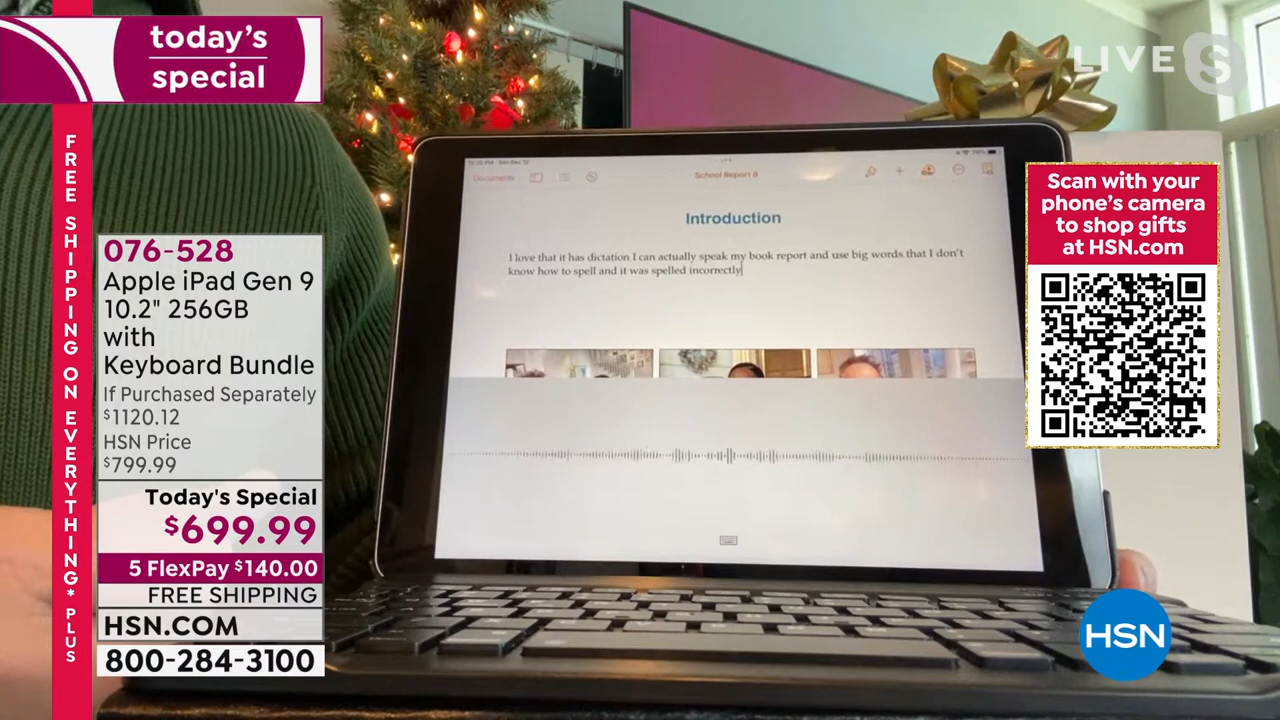 today's
special
LIVE S
FREE SHIPPING ON EVERYTHING* PLUS
076-528
Apple iPad Gen 9
10.2" 256GB
with
Keyboard Bundle
If Purchased Separately
$1120.12
HSN Price
$799.99
Today's Special
$699.99
5 FlexPay $140.00
FREE SHIPPING
HSN.COM
800-284-3100
Documents
School Report 8
Introduction
I love that it has dictation I can actually speak my book report and use big words that I don't
know how to spell and it was spelled incorrectly
Scan with your
phone's camera
to shop gifts
at HSN.com
HSN